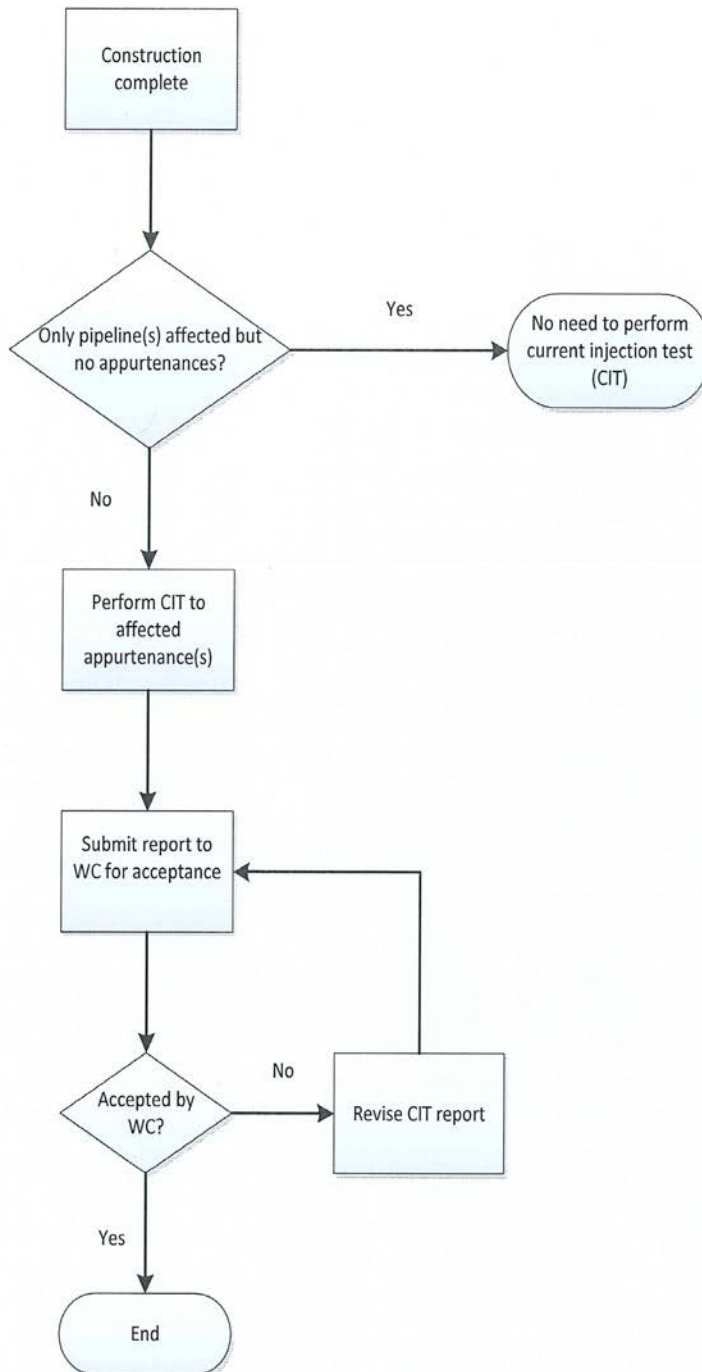 Construction
complete
Only pipeline(s) affected but
no appurtenances?
Yes
No need to perform
current injection test
(CIT)
No
Perform CIT to
affected
appurtenance(s)
Submit report to
WC for acceptance
Accepted by
WC?
No
Revise CIT report
Yes
End